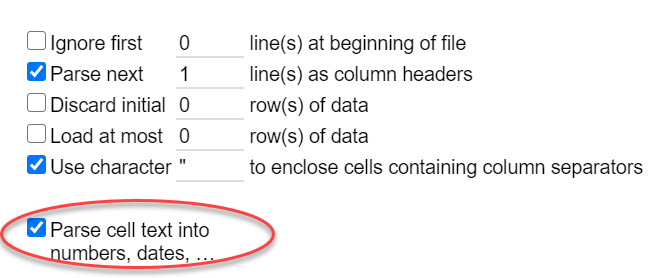 Ignore first 0 line(s) at beginning of file
Parse next 1 line(s) as column headers
Discard initial 0 row(s) of data
Load at most 0 row(s) of data
Use character " to enclose cells containing column separators
Parse cell text into
numbers, dates, …